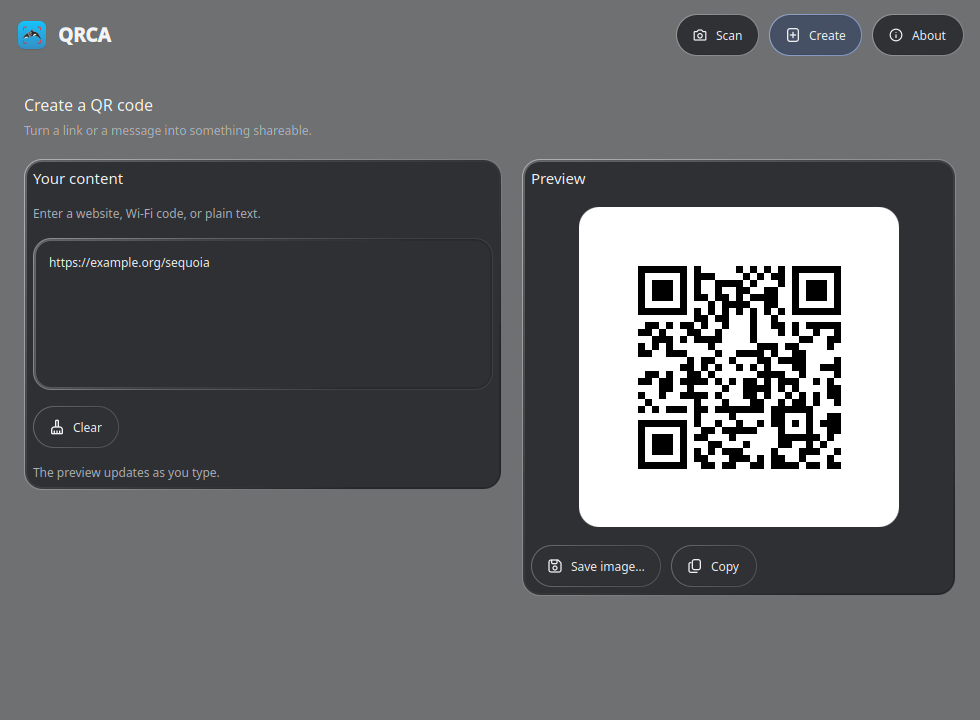 QRCA
Scan
Create
About
Create a QR code
Turn a link or a message into something shareable.
Your content
Enter a website, Wi-Fi code, or plain text.
https://example.org/sequoia
Clear
The preview updates as you type.
Preview
Save image...
Copy